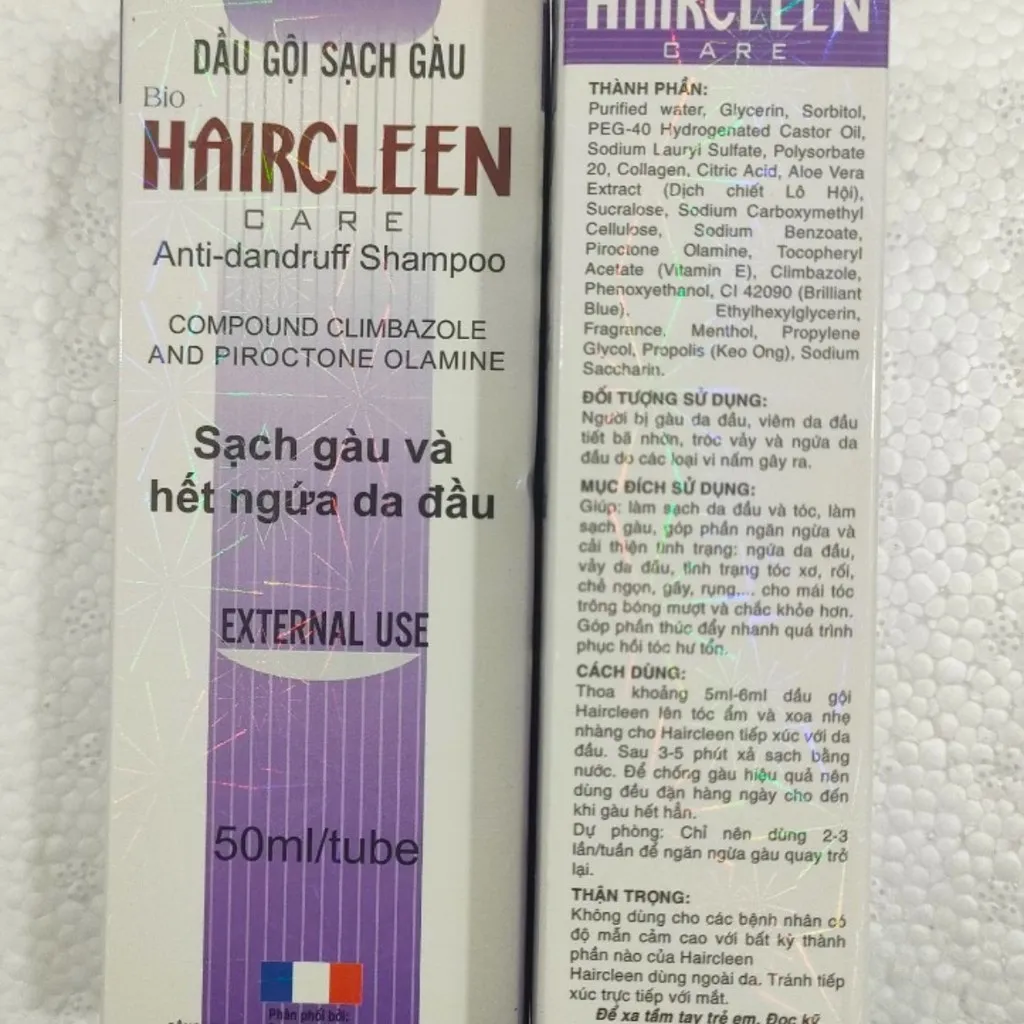 DẦU GỘI SẠCH GÀU
Bio
HAIRCLEEN
CARE
Anti-dandruff Shampoo
COMPOUND CLIMBAZOLE
AND PIROCTONE OLAMINE
Sạch gàu và
hết ngứa da đầu
EXTERNAL USE
50ml/tube
Phân phối bởi:
HAIRCLEEN
CARE
THÀNH PHẦN:
Purified water, Glycerin, Sorbitol,
PEG-40 Hydrogenated Castor Oil,
Sodium Lauryl Sulfate, Polysorbate
20, Collagen, Citric Acid, Aloe Vera
Extract (Dịch chiết Lô Hội),
Sucralose, Sodium Carboxymethyl
Cellulose, Sodium Benzoate,
Piroctone Olamine, Tocopheryl
Acetate (Vitamin E), Climbazole,
Phenoxyethanol, CI 42090 (Brilliant
Blue), Ethylhexylglycerin,
Fragrance, Menthol, Propylene
Glycol, Propolis (Keo Ong), Sodium
Saccharin.
ĐỐI TƯỢNG SỬ DỤNG:
Người bị gàu da đầu, viêm da đầu
tiết bã nhờn, tróc vảy và ngứa da
đầu do các loại vi nấm gây ra.
MỤC ĐÍCH SỬ DỤNG:
Giúp: làm sạch da đầu và tóc, làm
sạch gàu, góp phần ngăn ngừa và
cải thiện tình trạng: ngứa da đầu,
vảy da đầu, tình trạng tóc xơ, rối,
chẻ ngọn, gãy, rụng,... cho mái tóc
trông bóng mượt và chắc khỏe hơn.
Góp phần thúc đẩy nhanh quá trình
phục hồi tóc hư tổn.
CÁCH DÙNG:
Thoa khoảng 5ml-6ml dầu gội
Haircleen lên tóc ẩm và xoa nhẹ
nhàng cho Haircleen tiếp xúc với da
đầu. Sau 3-5 phút xả sạch bằng
nước. Để chống gàu hiệu quả nên
dùng đều đặn hàng ngày cho đến
khi gàu hết hẳn.
Dự phòng: Chỉ nên dùng 2-3
lần/tuần để ngăn ngừa gàu quay trở
lại.
THẬN TRỌNG:
Không dùng cho các bệnh nhân có
độ mẫn cảm cao với bất kỳ thành
phần nào của Haircleen
Haircleen dùng ngoài da. Tránh tiếp
xúc trực tiếp với mắt.
Để xa tầm tay trẻ em. Đọc kỹ